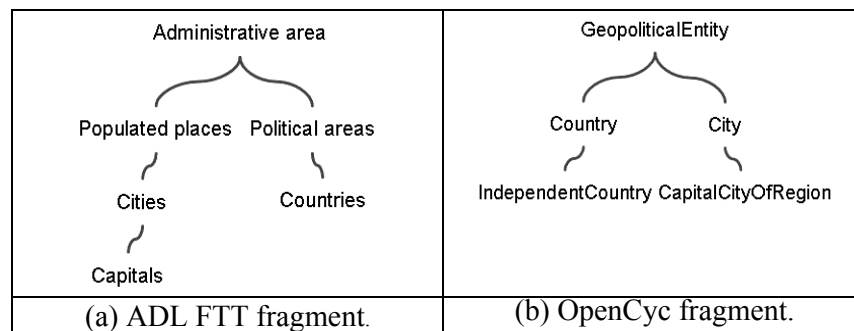 Administrative area
Populated places Political areas
Cities Countries
Capitals
(a) ADL FTT fragment.
GeopoliticalEntity
Country City
IndependentCountry CapitalCityOfRegion
(b) OpenCyc fragment.